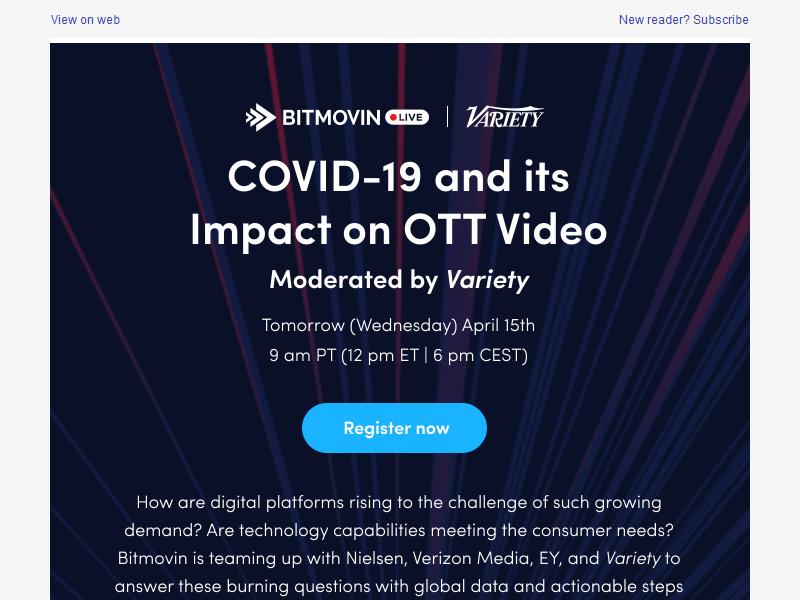 View on web
New reader? Subscribe
BITMOVIN LIVE | VARIETY
COVID-19 and its
Impact on OTT Video
Moderated by Variety
Tomorrow (Wednesday) April 15th
9 am PT (12 pm ET | 6 pm CEST)
Register now
How are digital platforms rising to the challenge of such growing
demand? Are technology capabilities meeting the consumer needs?
Bitmovin is teaming up with Nielsen, Verizon Media, EY, and Variety to
answer these burning questions with global data and actionable steps